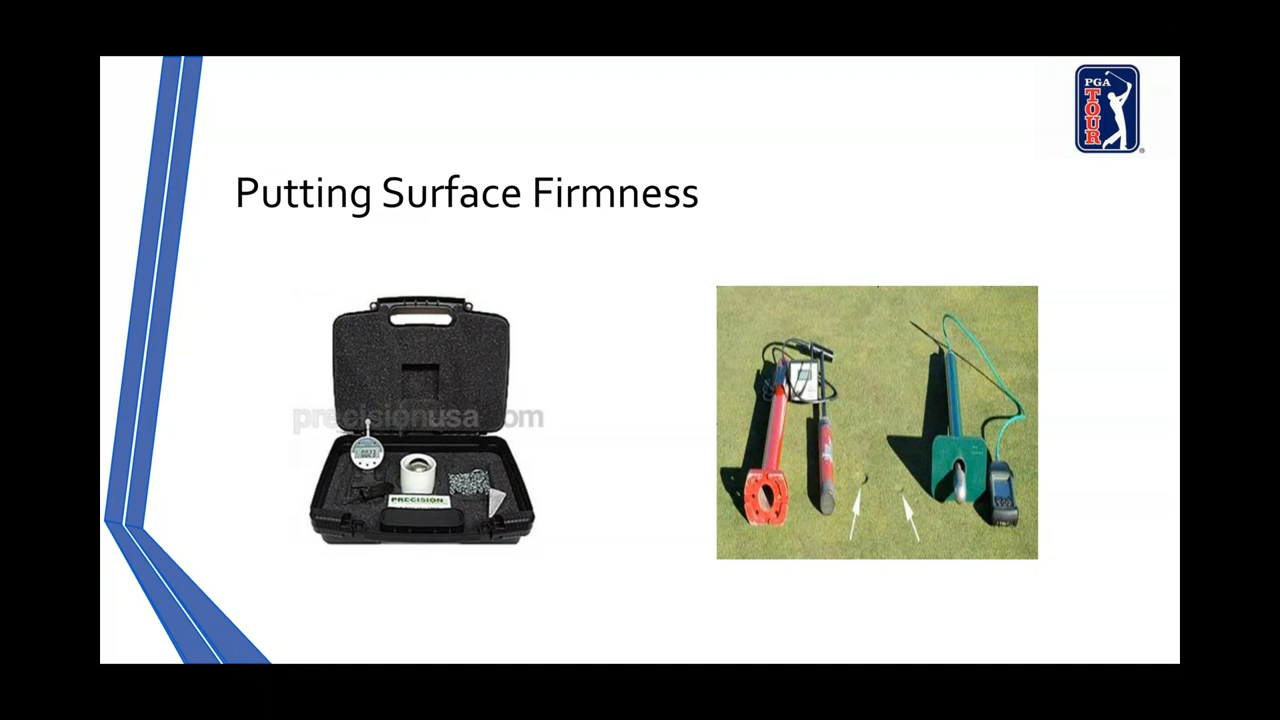 PGA
TOUR
Putting Surface Firmness
precisionusa.com
PRECISION